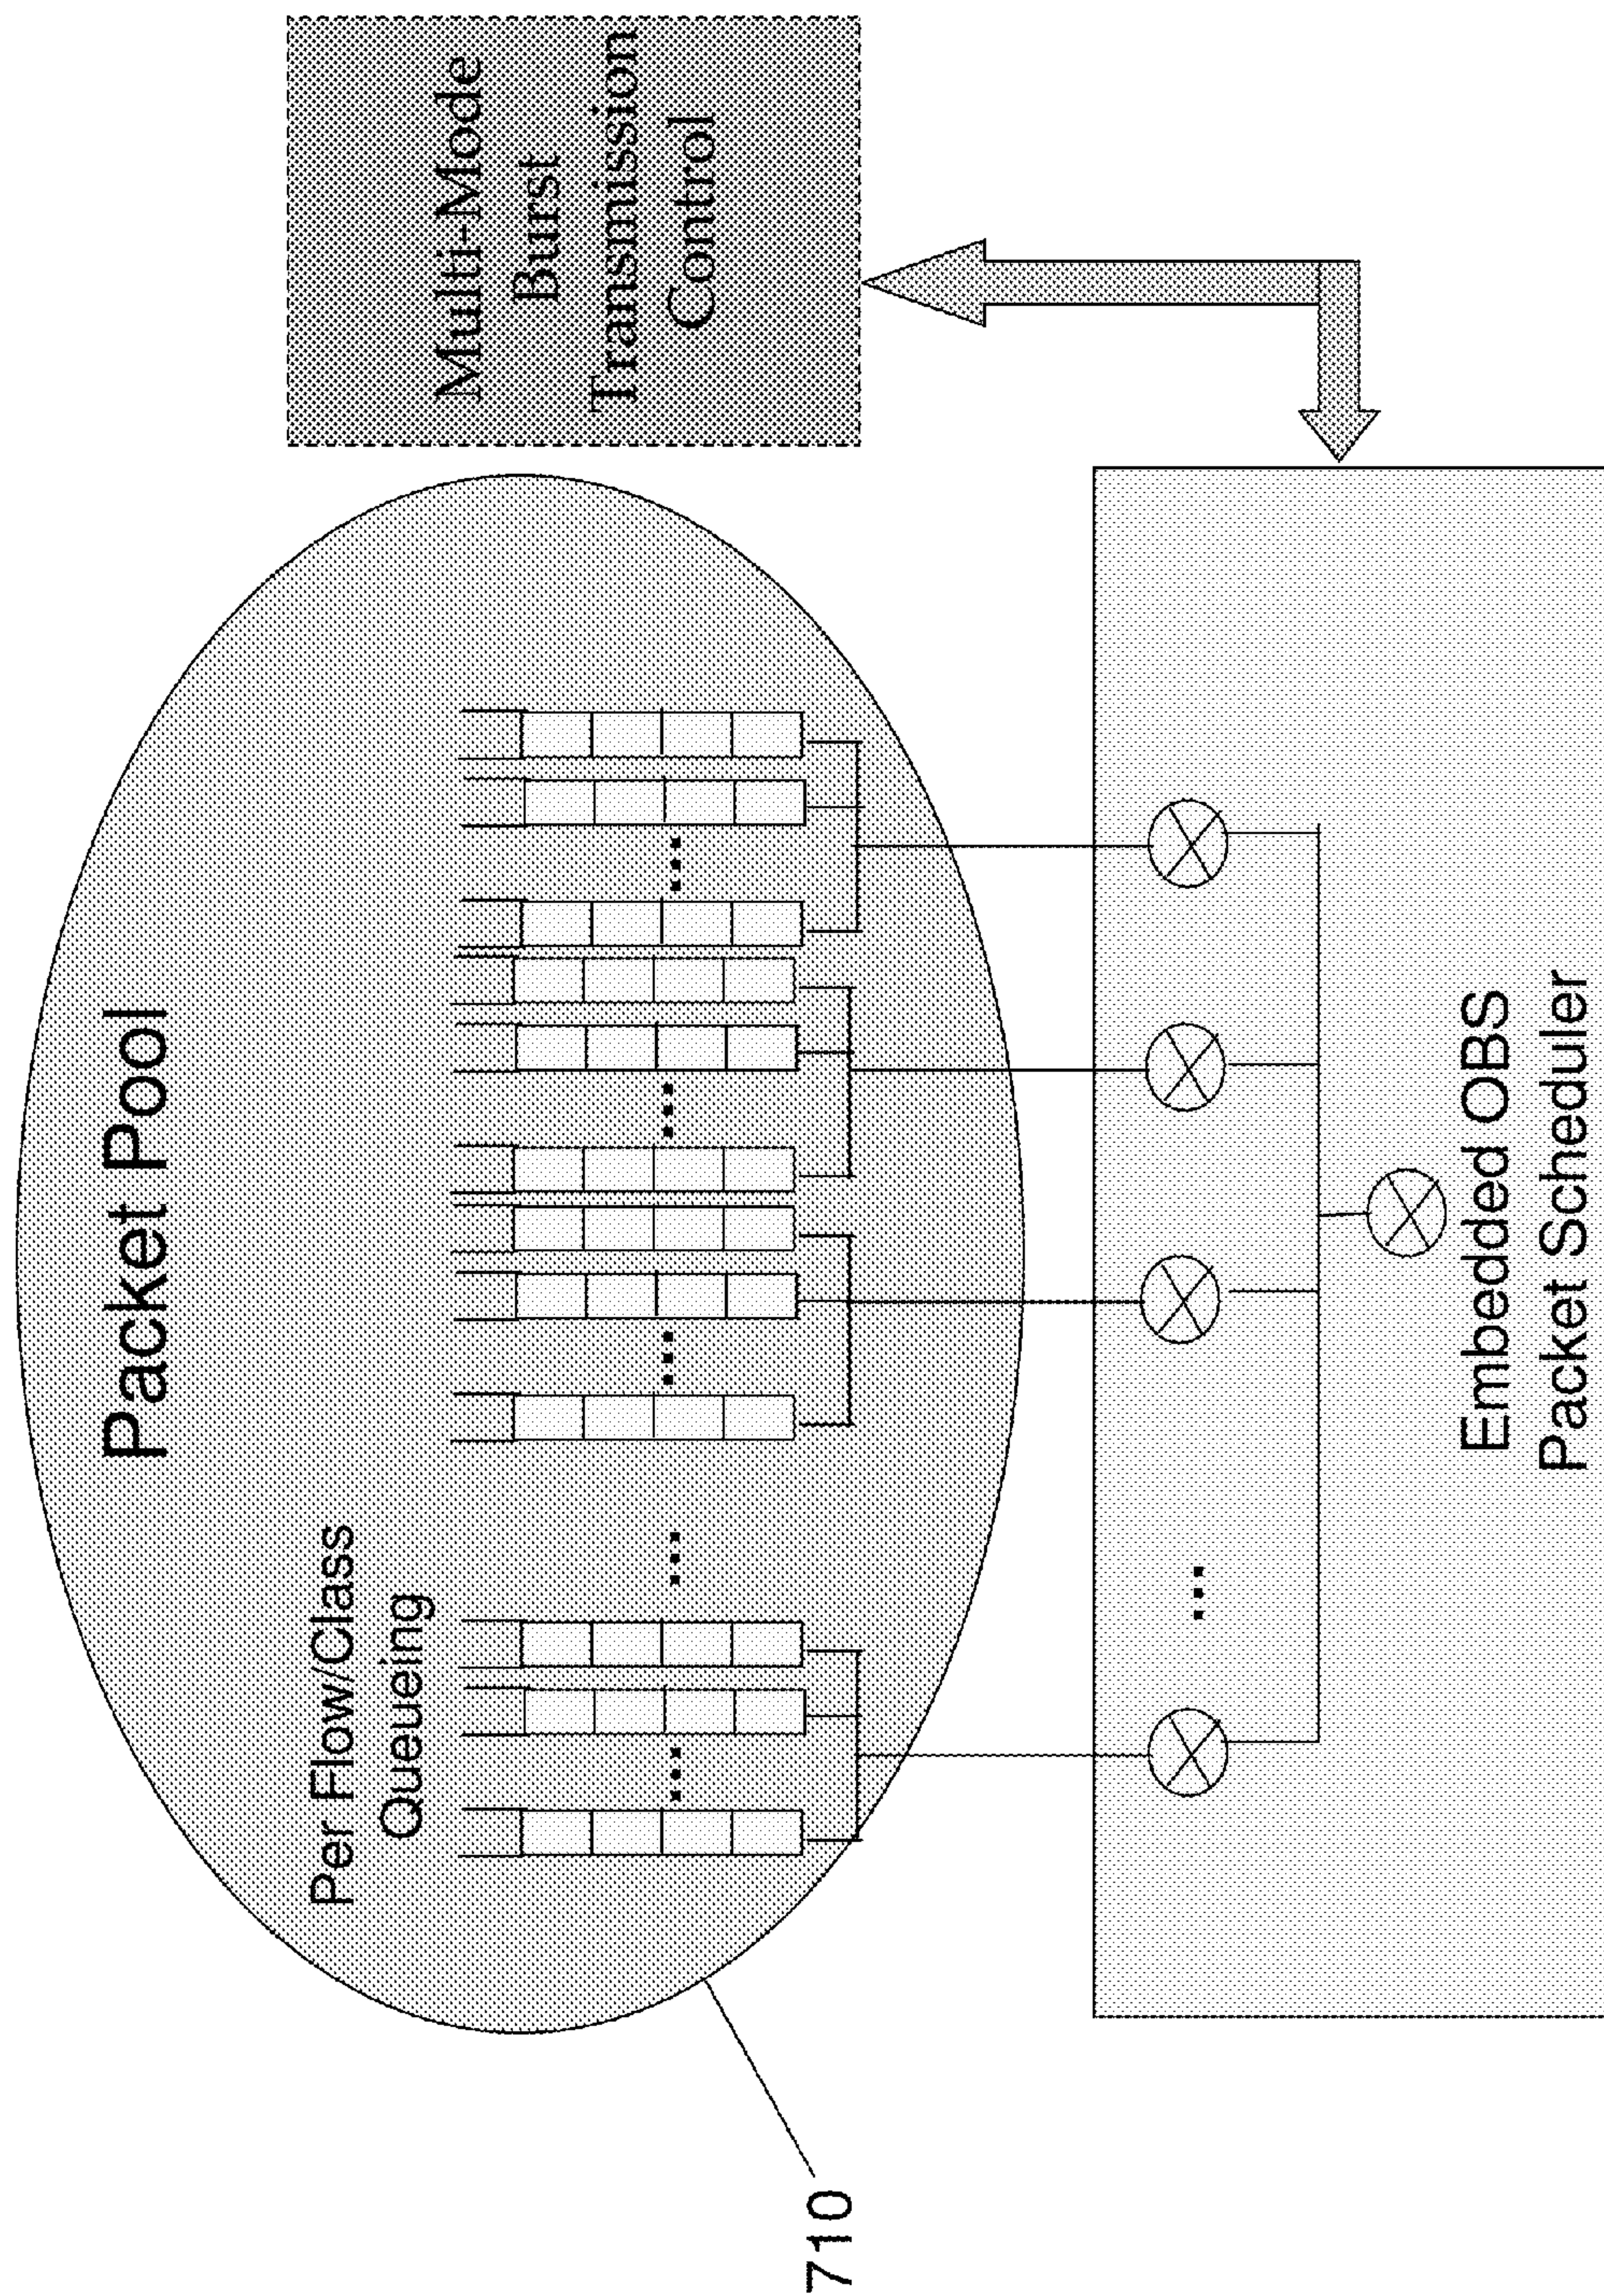 Packet Pool
Multi-Mode
Burst
Transmission
Control
Per Flow/Class
Queueing
...
...
...
...
...
...
Embedded OBS
Packet Scheduler
710